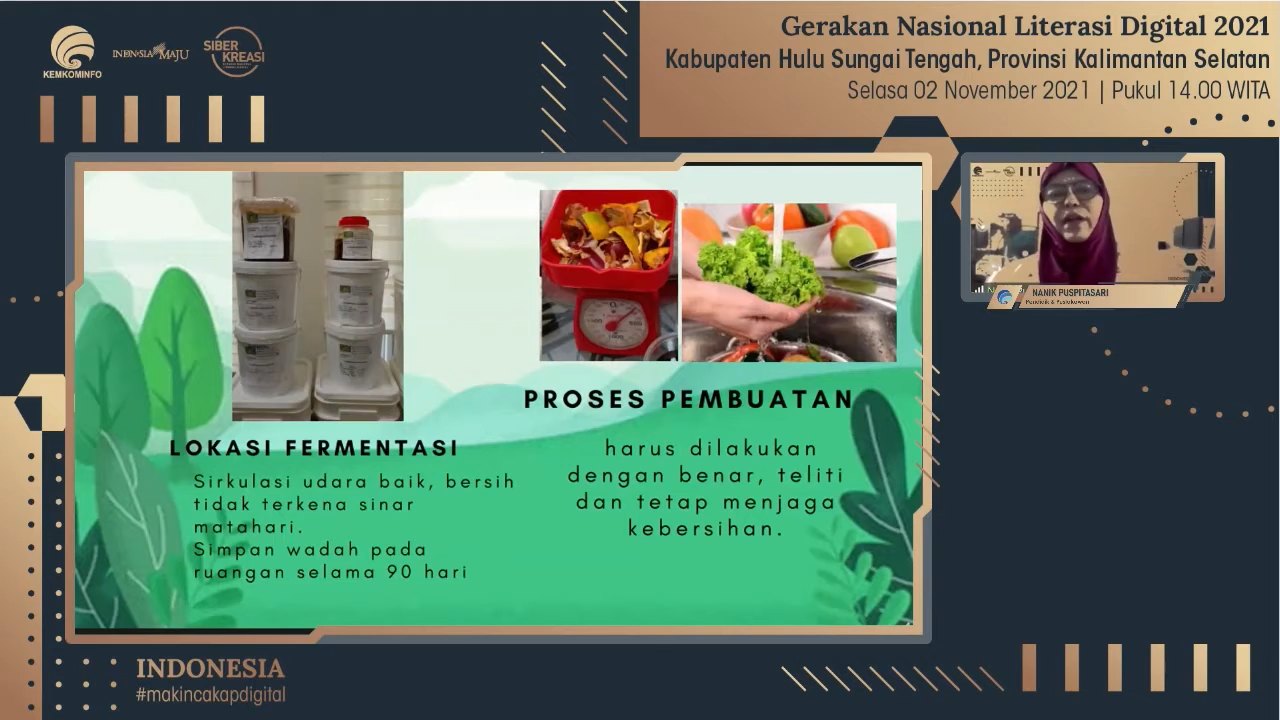 KEMKOMINFO
INDONESIA MAJU
SIBER
KREASI
Gerakan Nasional Literasi Digital 2021
Kabupaten Hulu Sungai Tengah, Provinsi Kalimantan Selatan
Selasa 02 November 2021 | Pukul 14.00 WITA
NANIK PUSPITASARI
Pendidik & Pustakawan
PROSES PEMBUATAN
harus dilakukan
dengan benar, teliti
dan tetap menjaga
kebersihan.
LOKASI FERMENTASI
Sirkulasi udara baik, bersih
tidak terkena sinar
matahari.
Simpan wadah pada
ruangan selama 90 hari
INDONESIA
#makincakapdigital